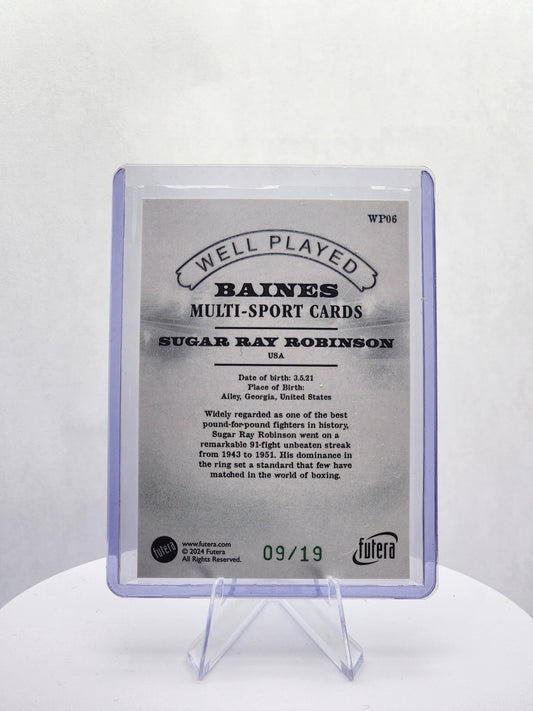 WP06
WELL PLAYED
BAINES
MULTI-SPORT CARDS
SUGAR RAY ROBINSON
USA
Date of birth: 3.5.21
Place of Birth:
Ailey, Georgia, United States
Widely regarded as one of the best
pound-for-pound fighters in history,
Sugar Ray Robinson went on a
remarkable 91-fight unbeaten streak
from 1943 to 1951. His dominance in
the ring set a standard that few have
matched in the world of boxing.
futera
www.futera.com
© 2024 Futera
All Rights Reserved.
09/19
futera